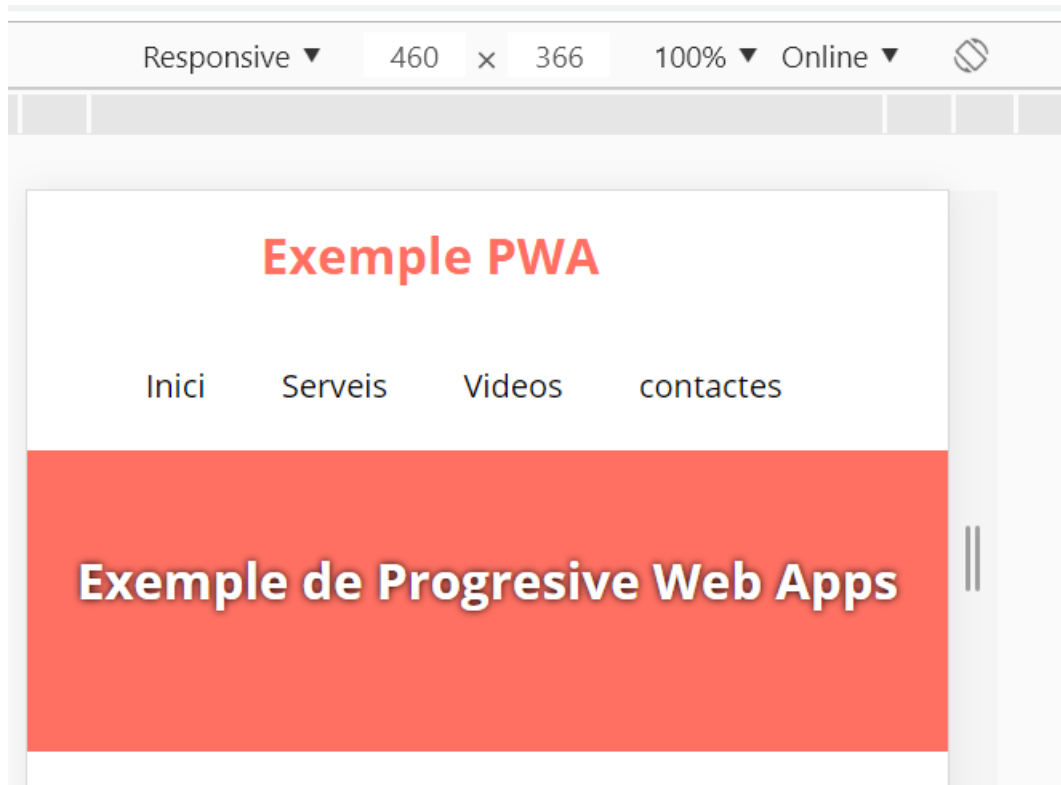 Responsive ▼ 460 × 366 100% ▼ Online ▼
Exemple PWA
Inici Serveis Videos contactes
Exemple de Progresive Web Apps